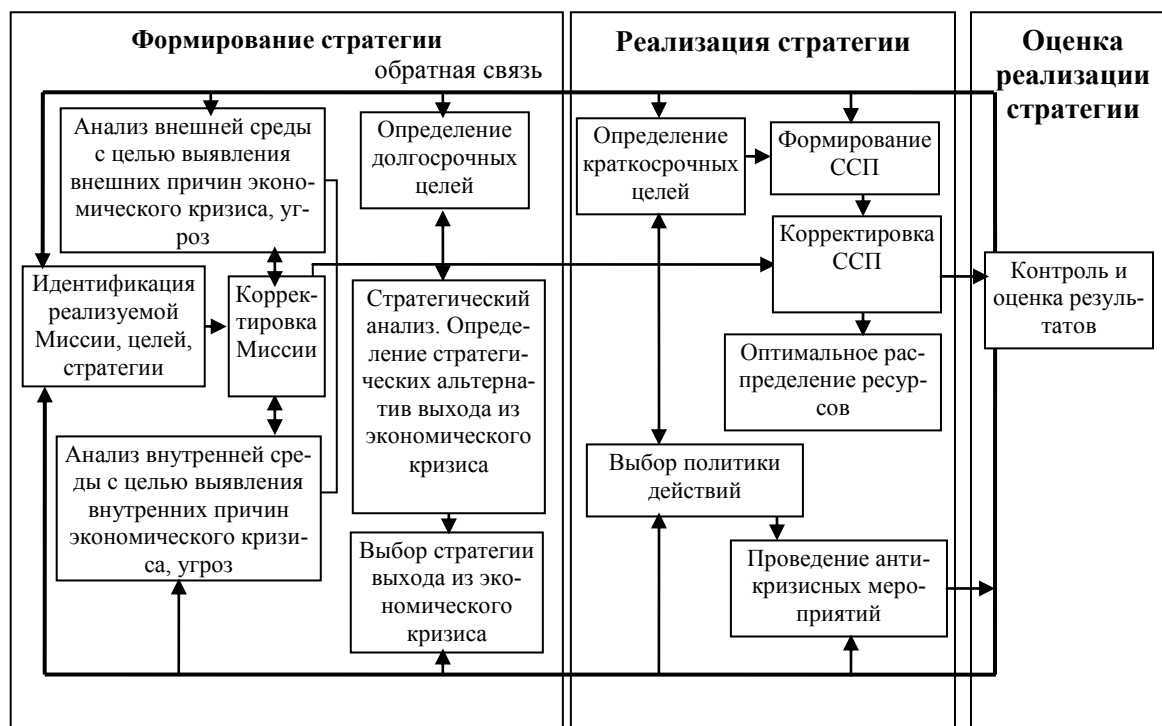 Формирование стратегии
обратная связь
Анализ внешней среды
с целью выявления
внешних причин эконо-
мического кризиса, уг-
роз
Определение
долгосрочных
целей
Идентификация
реализуемой
Миссии, целей,
стратегии
Коррек-
тировка
Миссии
Стратегический
анализ. Опреде-
ление стратеги-
ческих альтерна-
тив выхода из
экономического
кризиса
Анализ внутренней сре-
ды с целью выявления
внутренних причин
экономического кризи-
са, угроз
Выбор стратегии
выхода из эко-
номического
кризиса
Реализация стратегии
Определение
краткосрочных
целей
Формирование
ССП
Корректировка
ССП
Оптимальное рас-
пределение ресур-
сов
Выбор политики
действий
Проведение анти-
кризисных меро-
приятий
Оценка
реализации
стратегии
Контроль и
оценка резуль-
татов